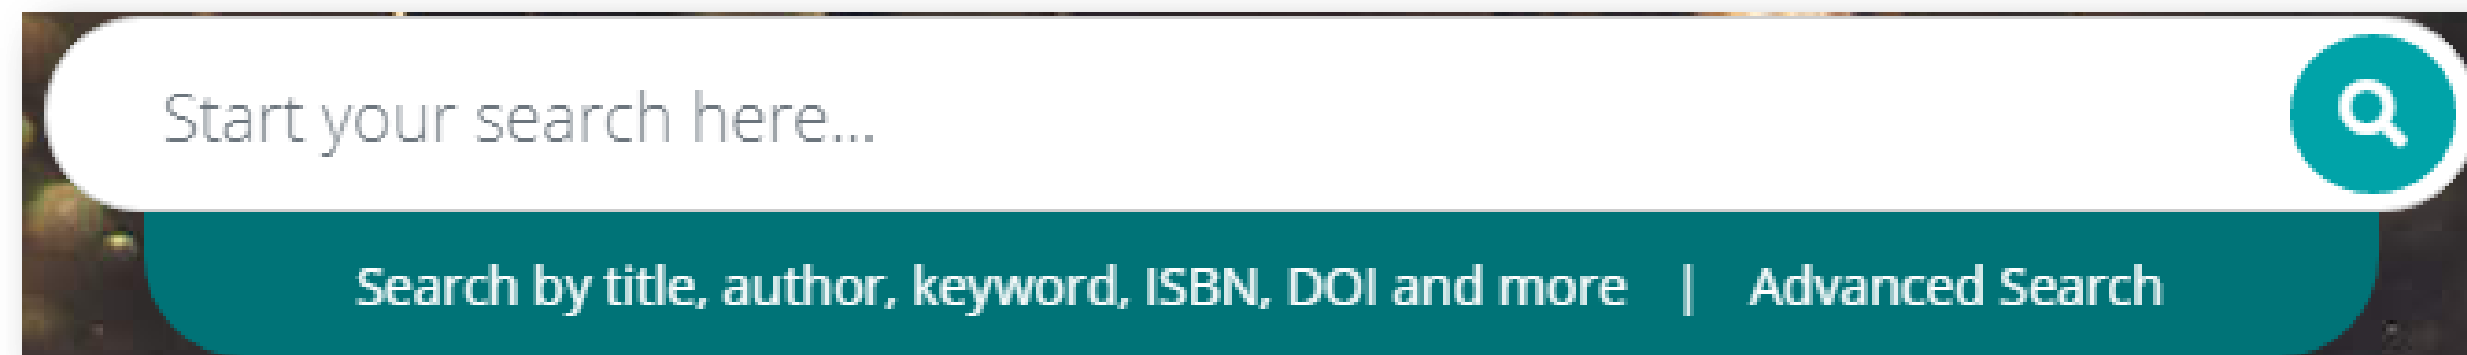 Start your search here...
Search by title, author, keyword, ISBN, DOI and more | Advanced Search